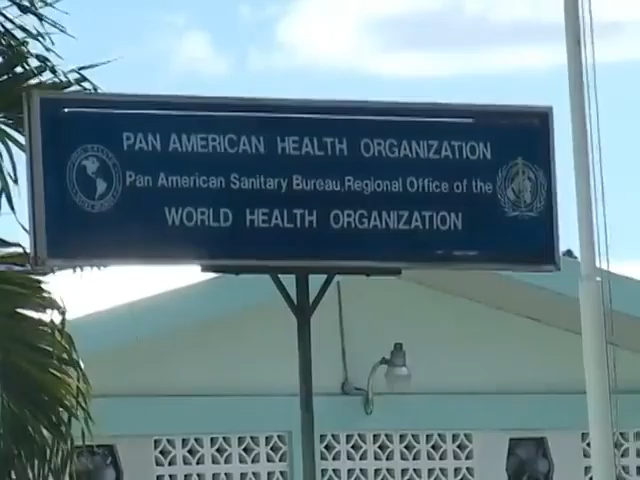 PAN AMERICAN HEALTH ORGANIZATION
Pan American Sanitary Bureau,Regional Office of the
WORLD HEALTH ORGANIZATION